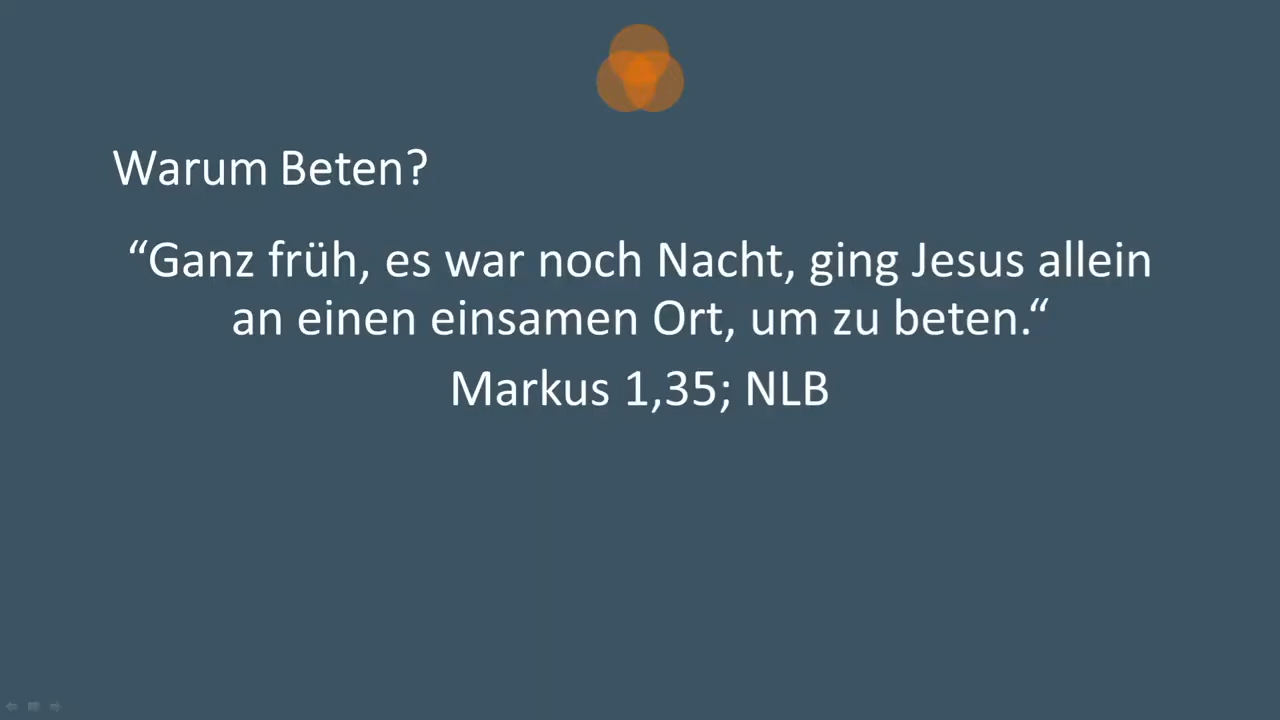 Warum Beten?
“Ganz früh, es war noch Nacht, ging Jesus allein
an einen einsamen Ort, um zu beten.“
Markus 1,35; NLB